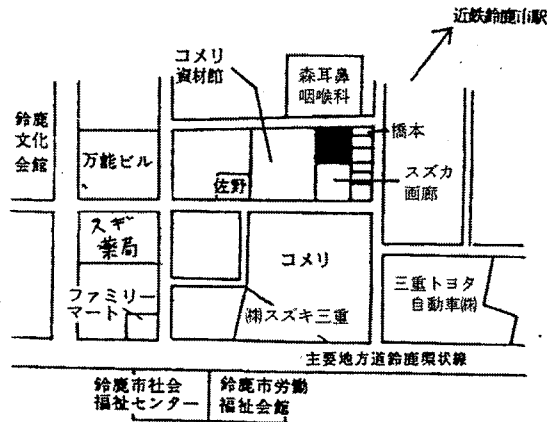 近鉄鈴鹿市駅
コメリ
資材館
森耳鼻
咽喉科
鈴鹿
文化
会館
万能ビル
橋本
佐野
スズカ
画廊
スギ
薬局
コメリ
ファミリー
マート
三重トヨタ
自動車㈱
㈱スズキ三重
主要地方道鈴鹿環状線
鈴鹿市社会
福祉センター
鈴鹿市労働
福祉会館